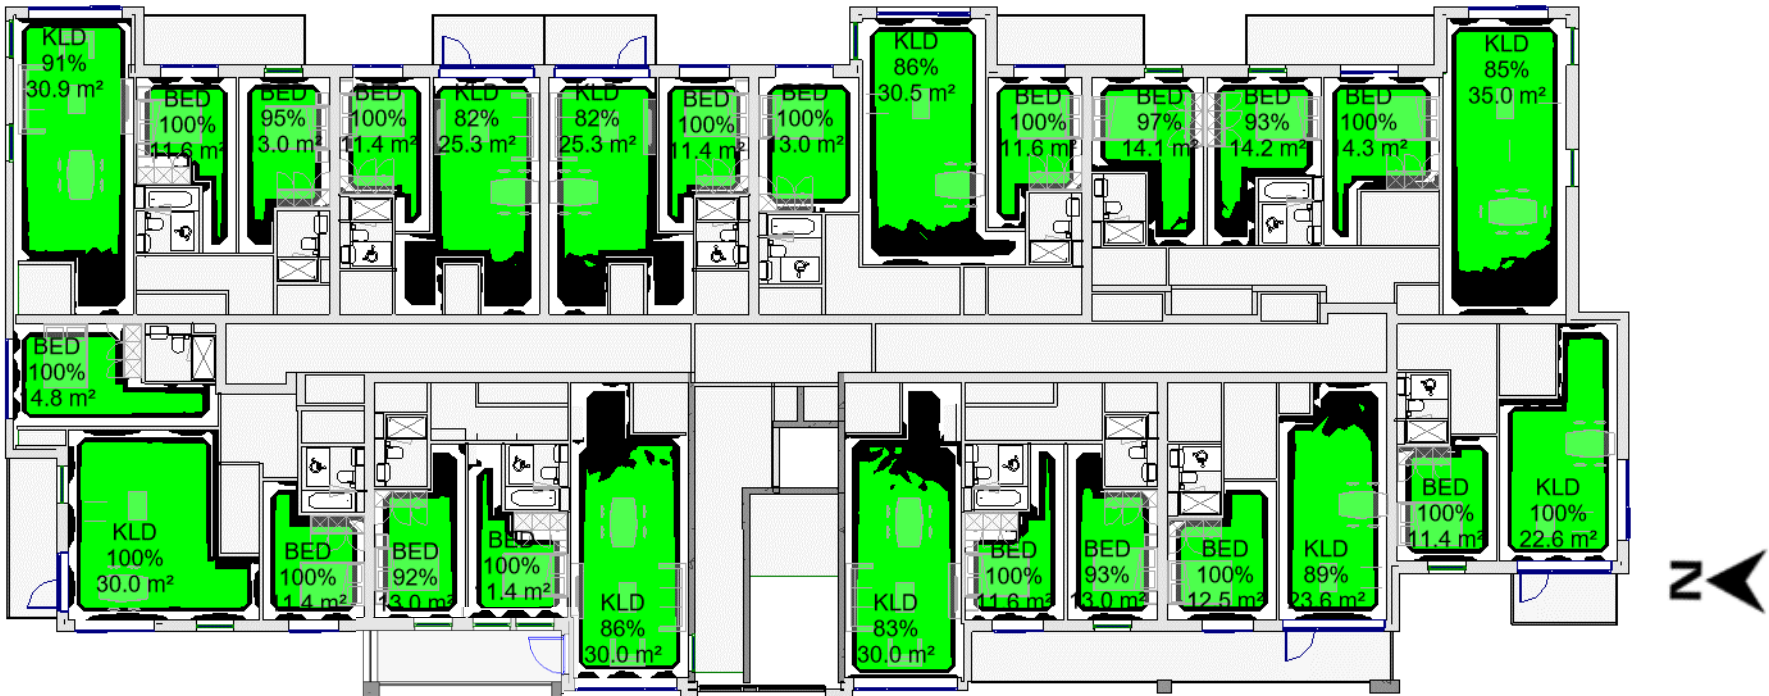 KLD
91%
30.9 m²
BED
100%
11.6 m²
BED
95%
3.0 m²
BED
100%
11.4 m²
KLD
82%
25.3 m²
KLD
82%
25.3 m²
BED
100%
11.4 m²
BED
100%
3.0 m²
KLD
86%
30.5 m²
BED
100%
11.6 m²
BED
97%
14.1 m²
BED
93%
14.2 m²
BED
100%
4.3 m²
KLD
85%
35.0 m²
BED
100%
4.8 m²
KLD
100%
30.0 m²
BED
100%
1.4 m²
BED
92%
13.0 m²
BED
100%
1.4 m²
KLD
86%
30.0 m²
KLD
83%
30.0 m²
BED
100%
11.6 m²
BED
93%
13.0 m²
BED
100%
12.5 m²
KLD
89%
23.6 m²
BED
100%
11.4 m²
KLD
100%
22.6 m²
N